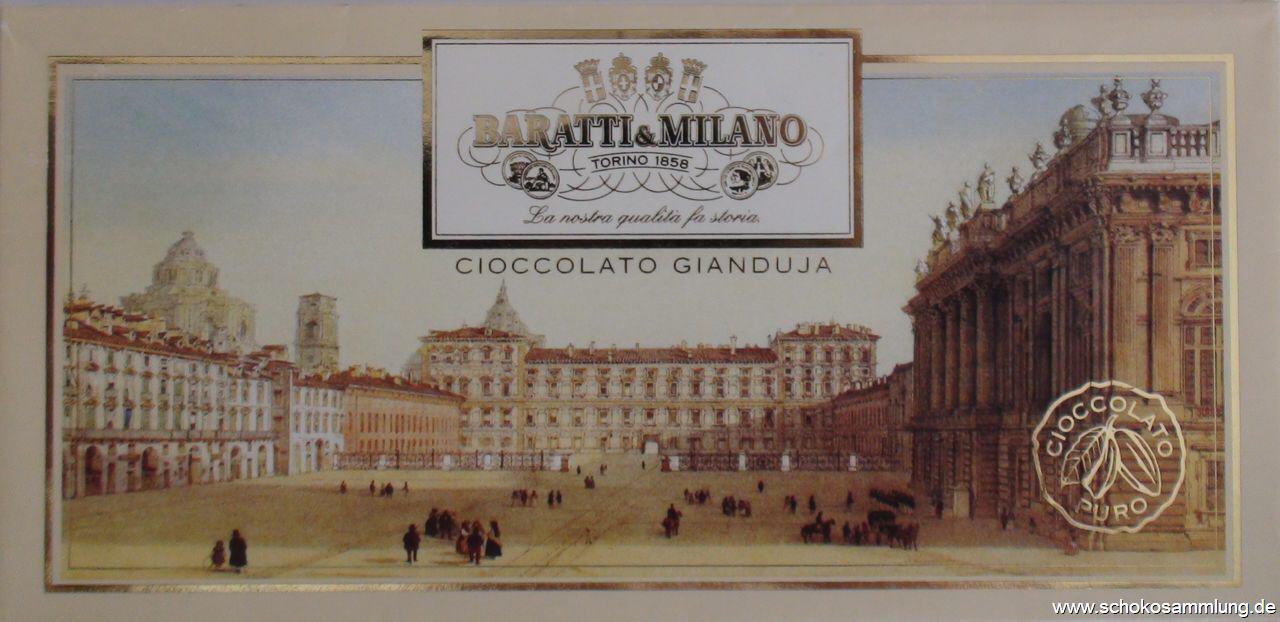 BARATTI & MILANO
TORINO 1858
La nostra qualità fa storia.
CIOCCOLATO GIANDUJA
CIOCCOLATO
PURO
www.schokosammlung.de